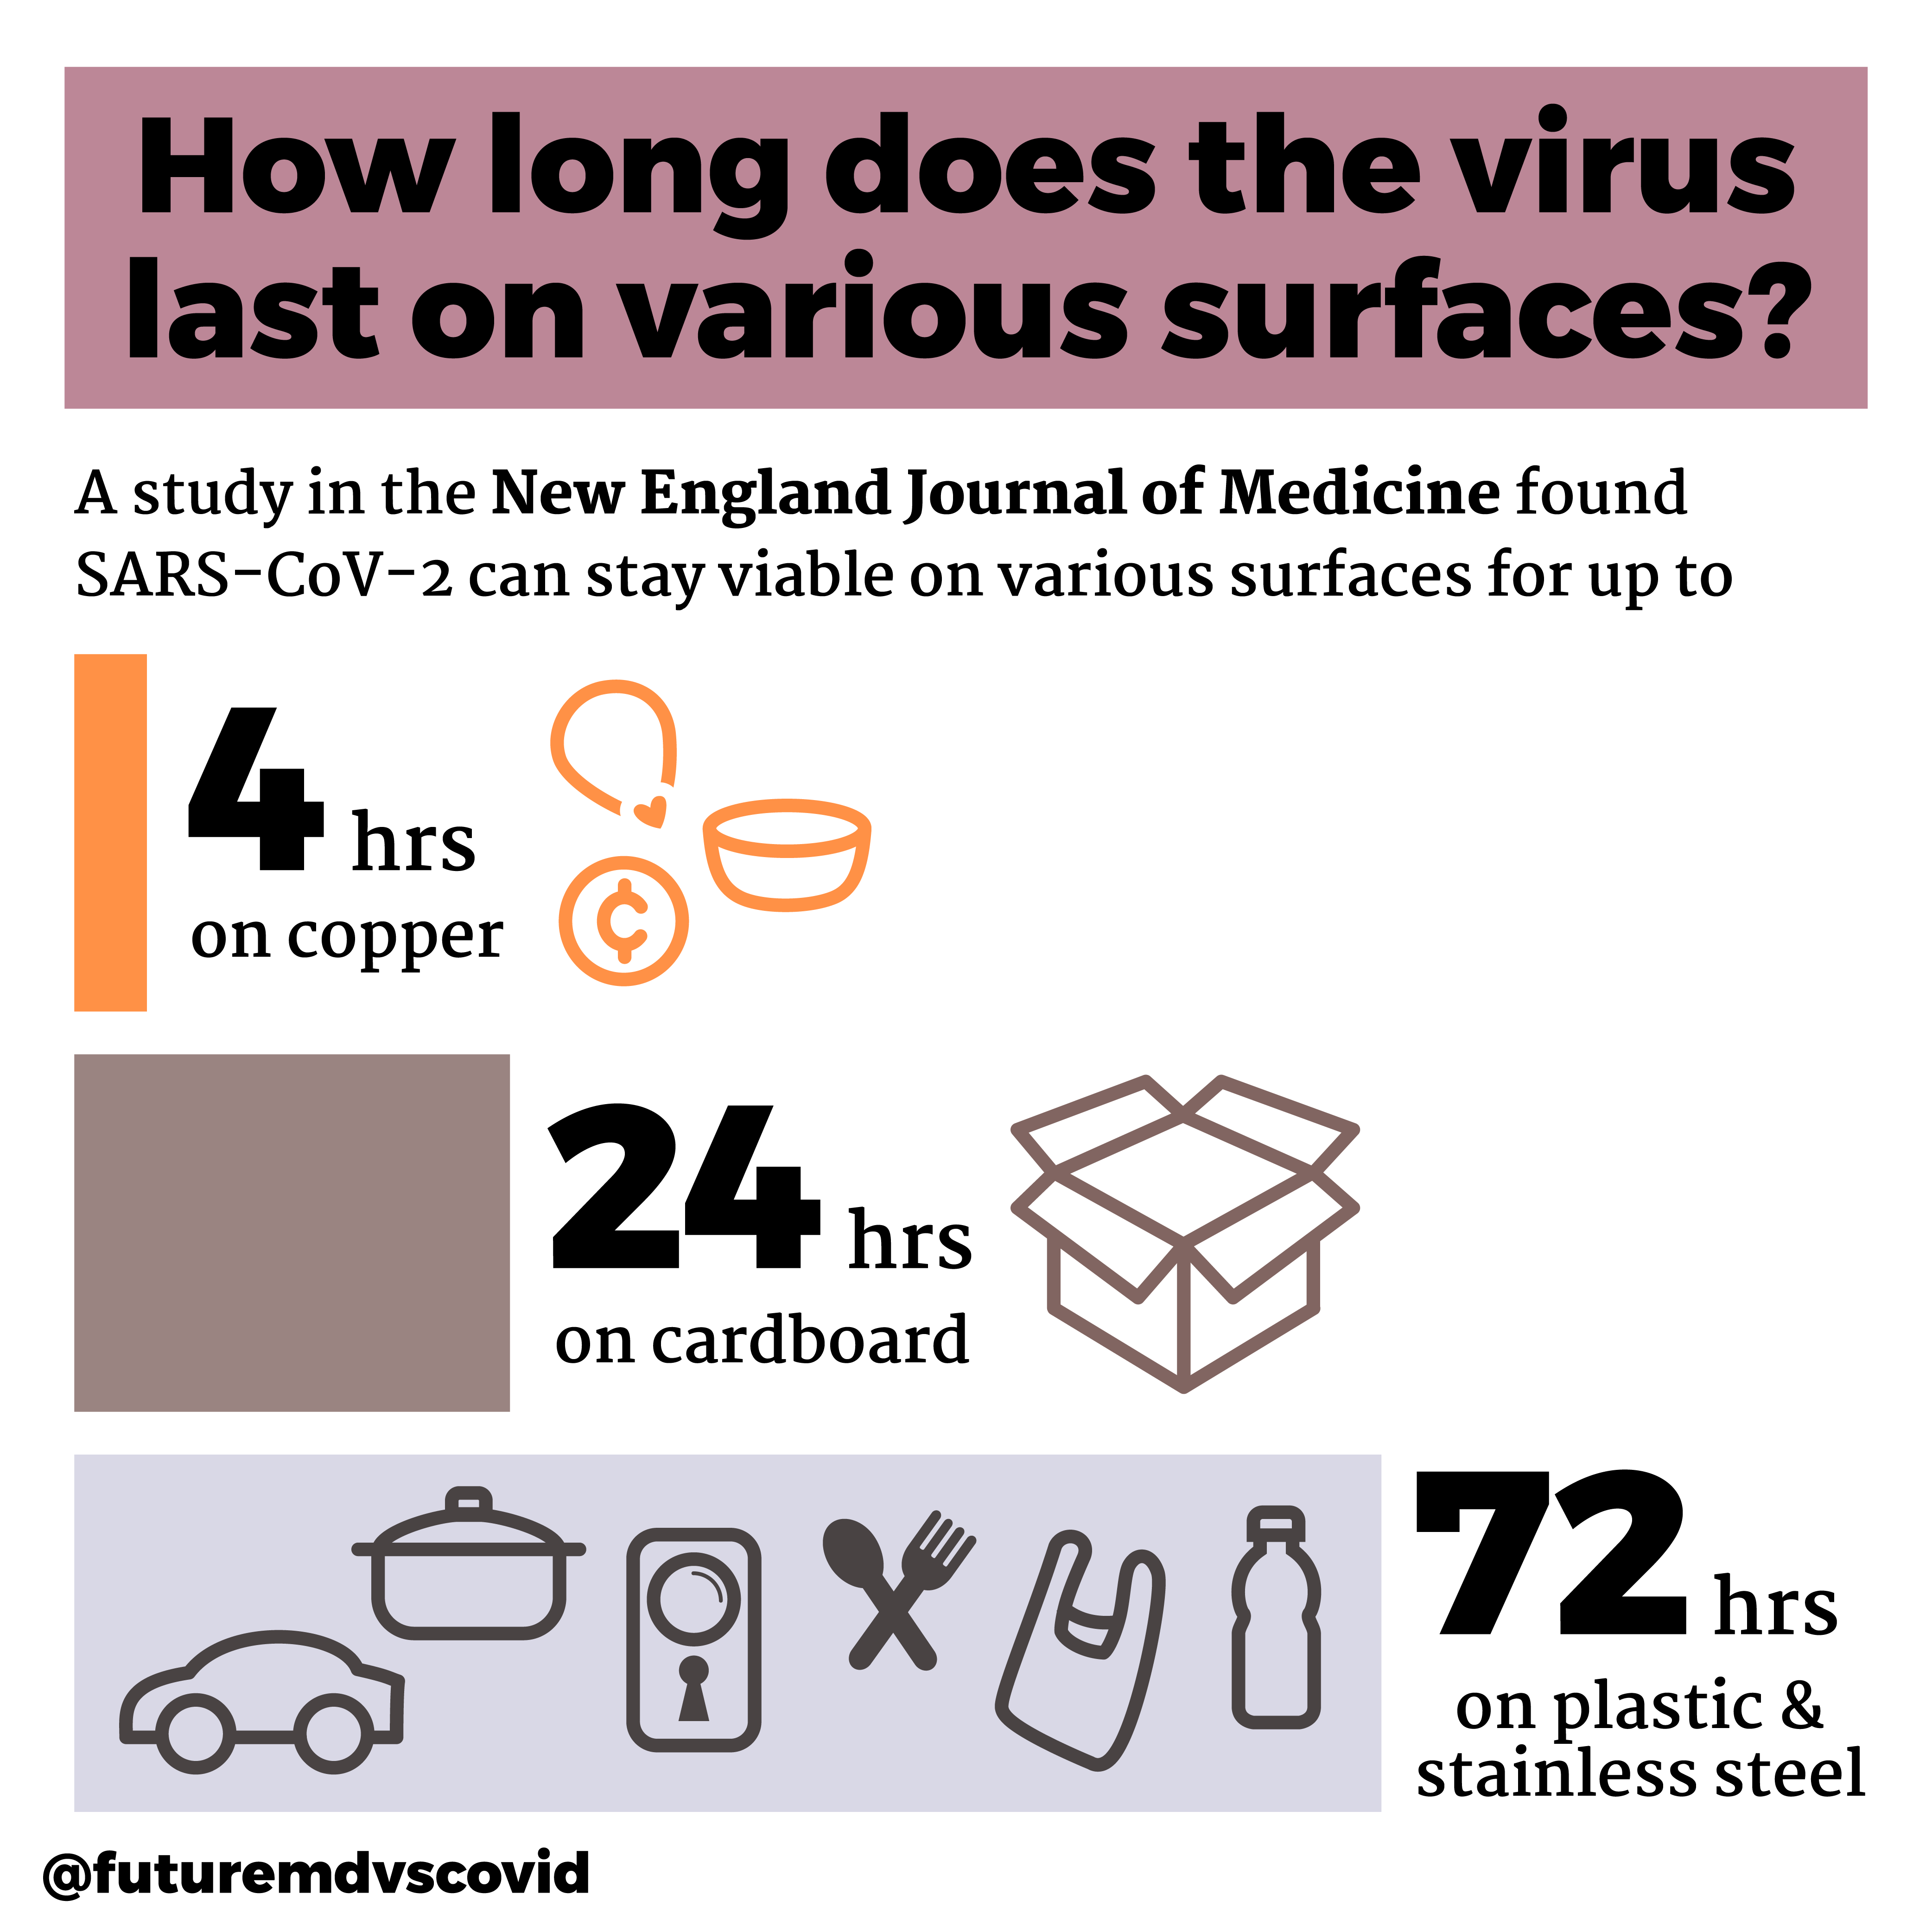 How long does the virus
last on various surfaces?
A study in the New England Journal of Medicine found
SARS-CoV-2 can stay viable on various surfaces for up to
4 hrs
on copper
24 hrs
on cardboard
72 hrs
on plastic &
stainless steel
@futuremdvscovid